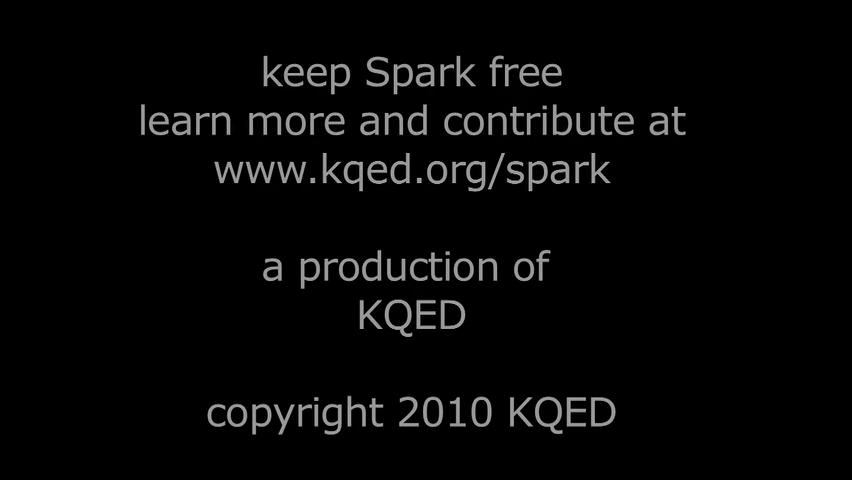 keep Spark free
learn more and contribute at
www.kqed.org/spark
a production of
KQED
copyright 2010 KQED